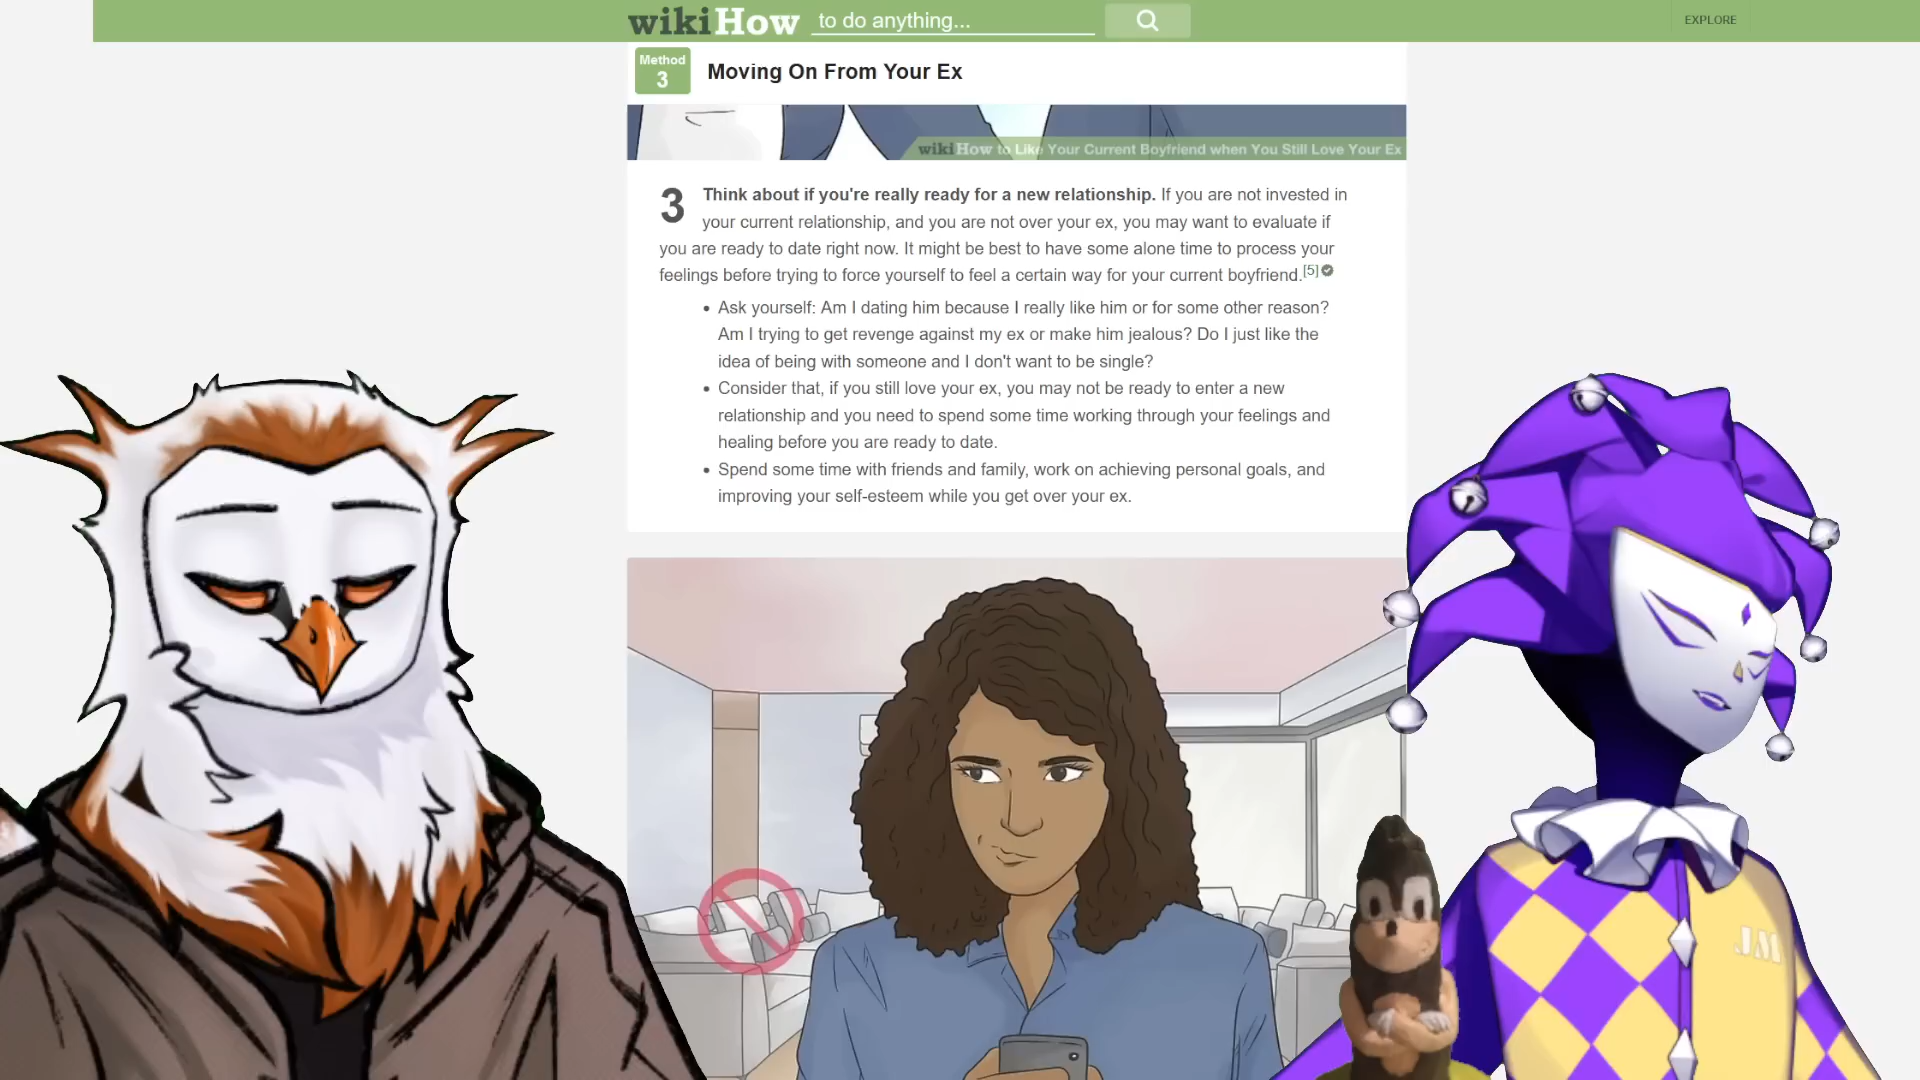 wikiHow to do anything...
EXPLORE
Method
3
Moving On From Your Ex
wikiHow to Like Your Current Boyfriend when You Still Love Your Ex
3 Think about if you're really ready for a new relationship. If you are not invested in
your current relationship, and you are not over your ex, you may want to evaluate if
you are ready to date right now. It might be best to have some alone time to process your
feelings before trying to force yourself to feel a certain way for your current boyfriend.[5]
• Ask yourself: Am I dating him because I really like him or for some other reason?
Am I trying to get revenge against my ex or make him jealous? Do I just like the
idea of being with someone and I don't want to be single?
• Consider that, if you still love your ex, you may not be ready to enter a new
relationship and you need to spend some time working through your feelings and
healing before you are ready to date.
• Spend some time with friends and family, work on achieving personal goals, and
improving your self-esteem while you get over your ex.